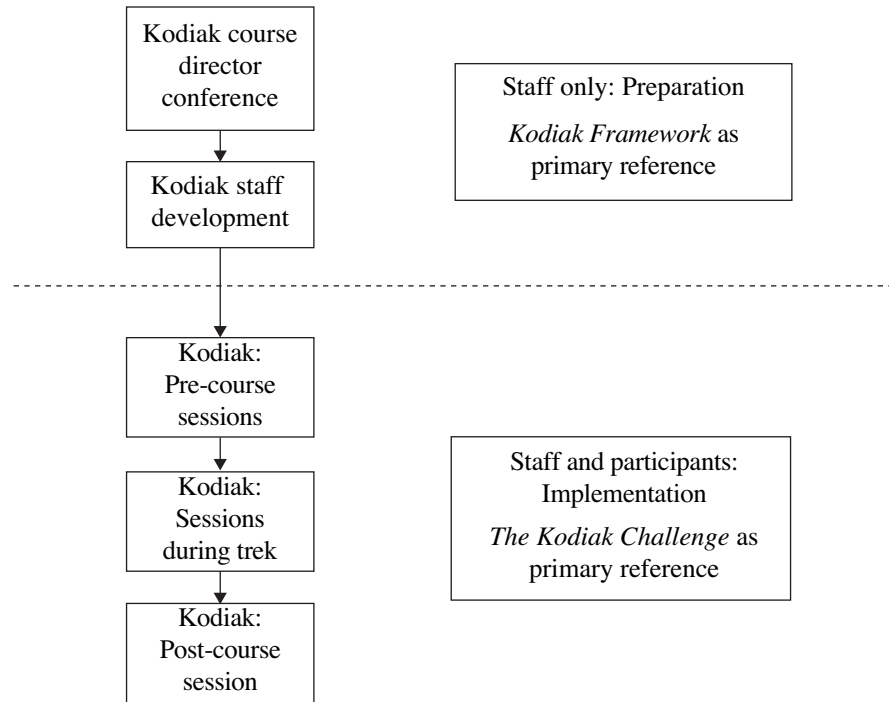 Kodiak course
director
conference
Staff only: Preparation
Kodiak Framework as
primary reference
Kodiak staff
development
Kodiak:
Pre-course
sessions
Kodiak:
Sessions
during trek
Staff and participants:
Implementation
The Kodiak Challenge as
primary reference
Kodiak:
Post-course
session